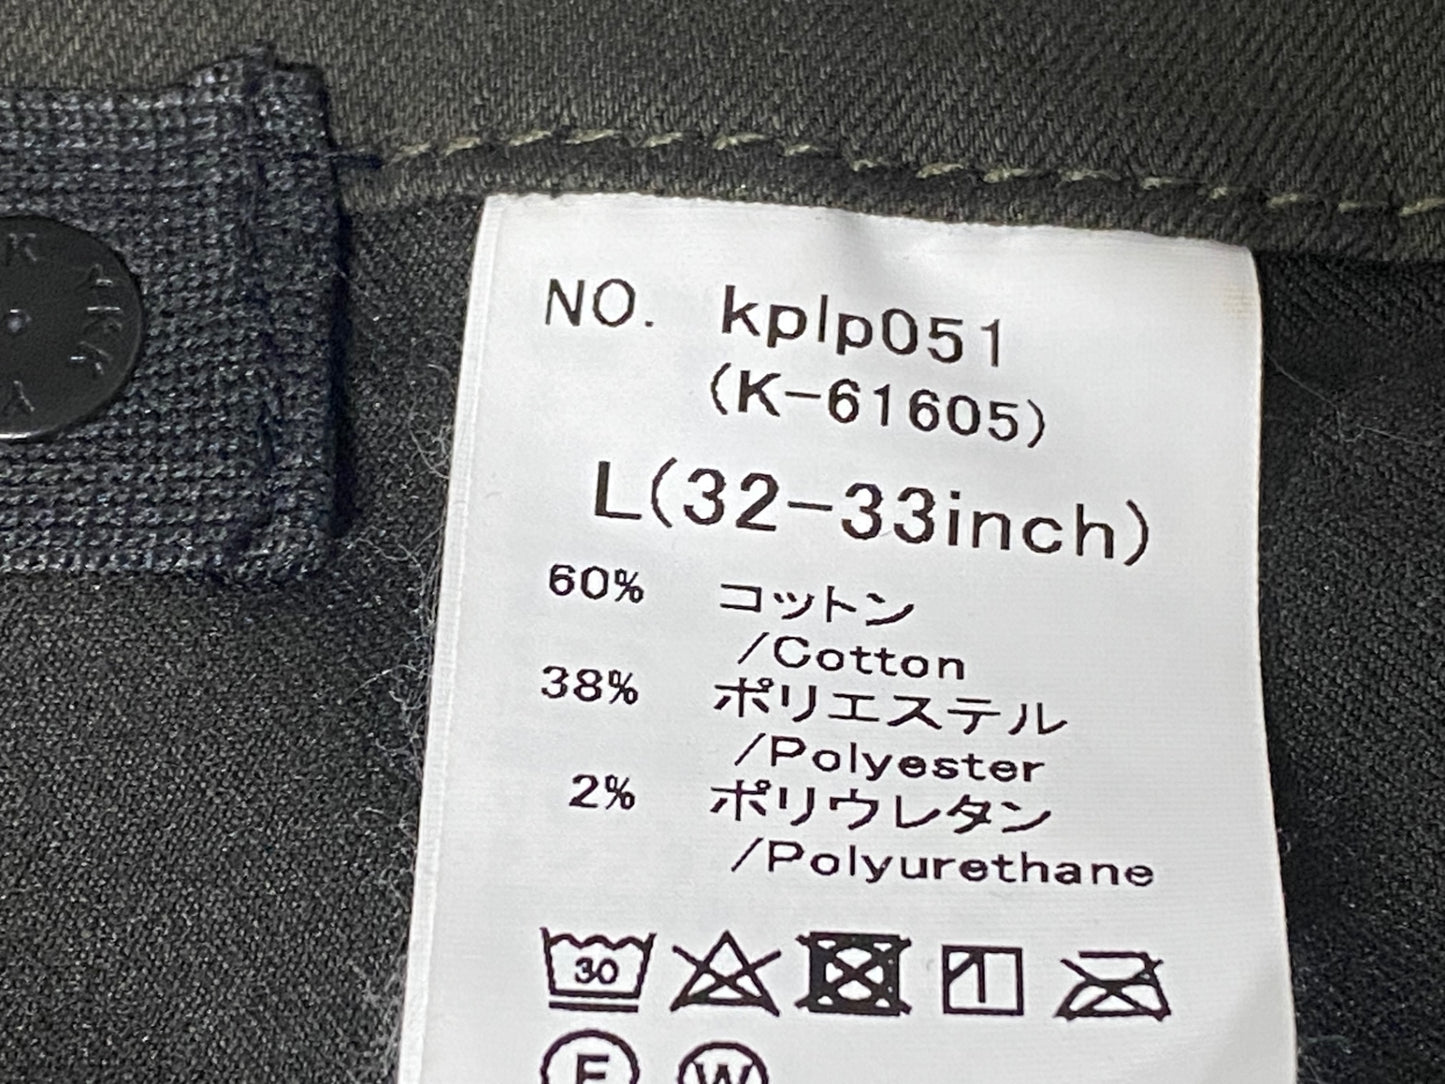 NO. kplp051
(K-61605)
L(32-33inch)
60% コットン
/Cotton
38% ポリエステル
/Polyester
2% ポリウレタン
/Polyurethane
30
F W